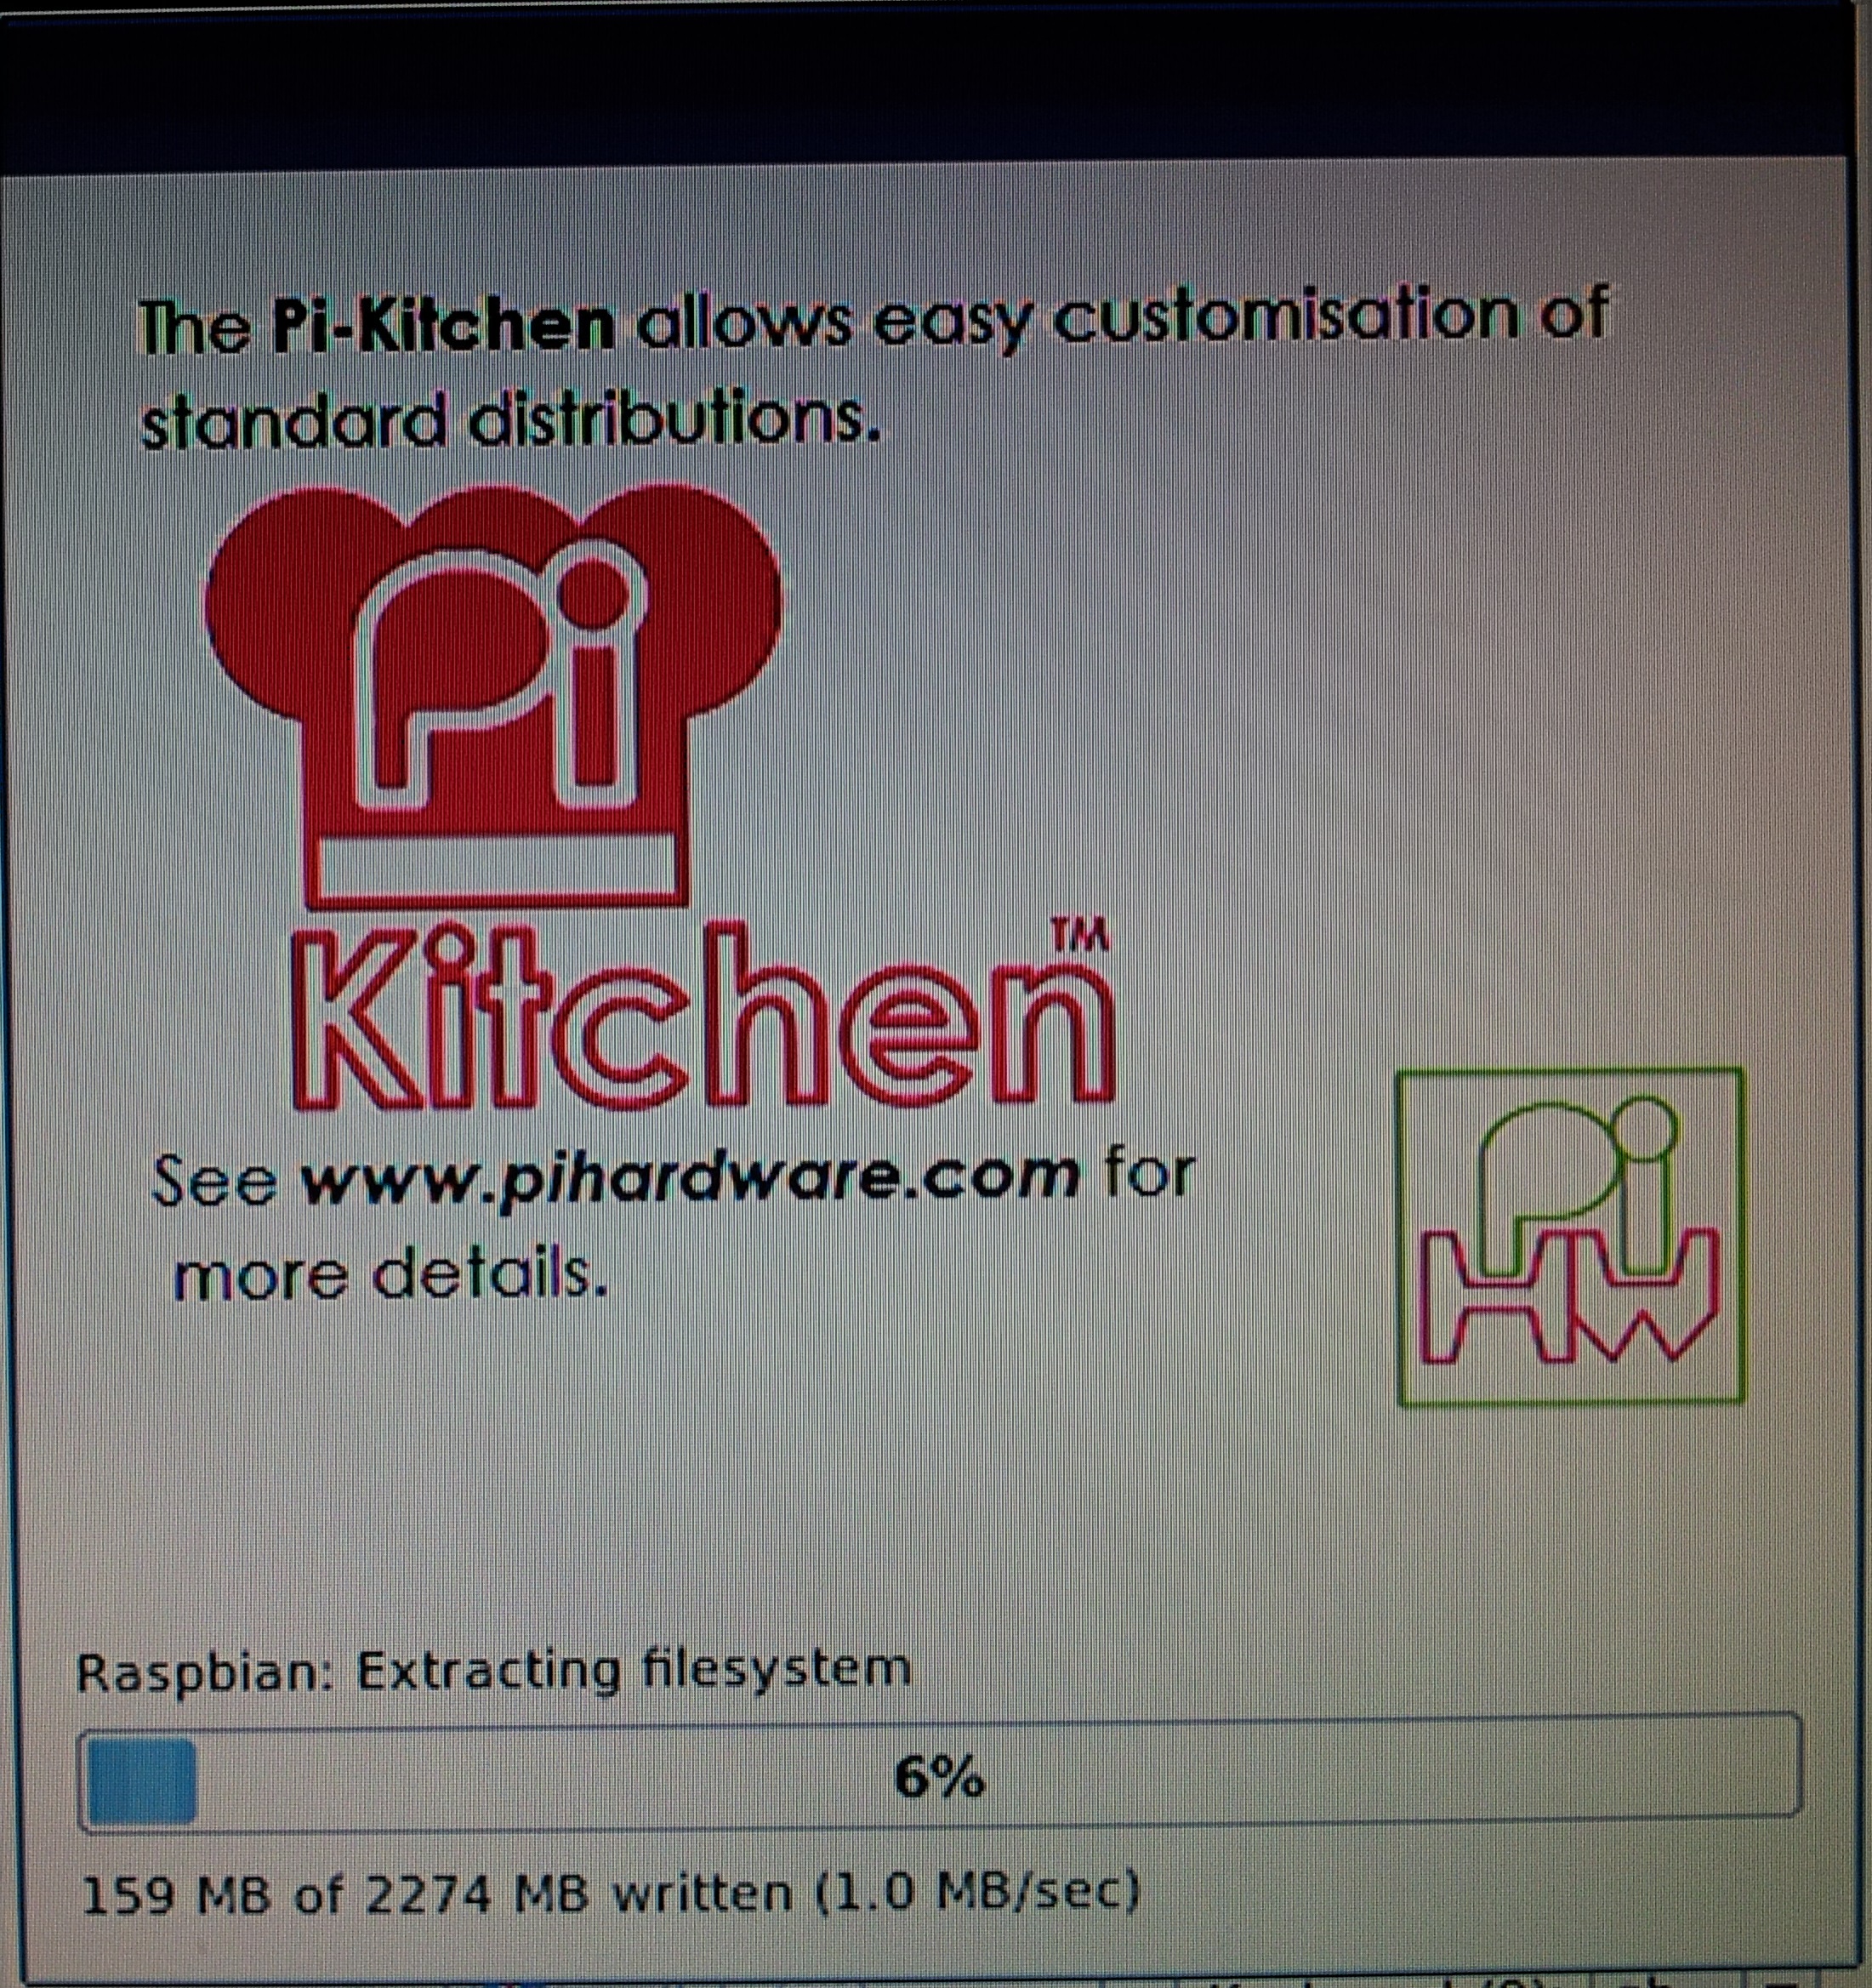 The Pi-Kitchen allows easy customisation of
standard distributions.
Pi
Kitchen™
See www.pihardware.com for
more details.
Pi
HW
Raspbian: Extracting filesystem
6%
159 MB of 2274 MB written (1.0 MB/sec)